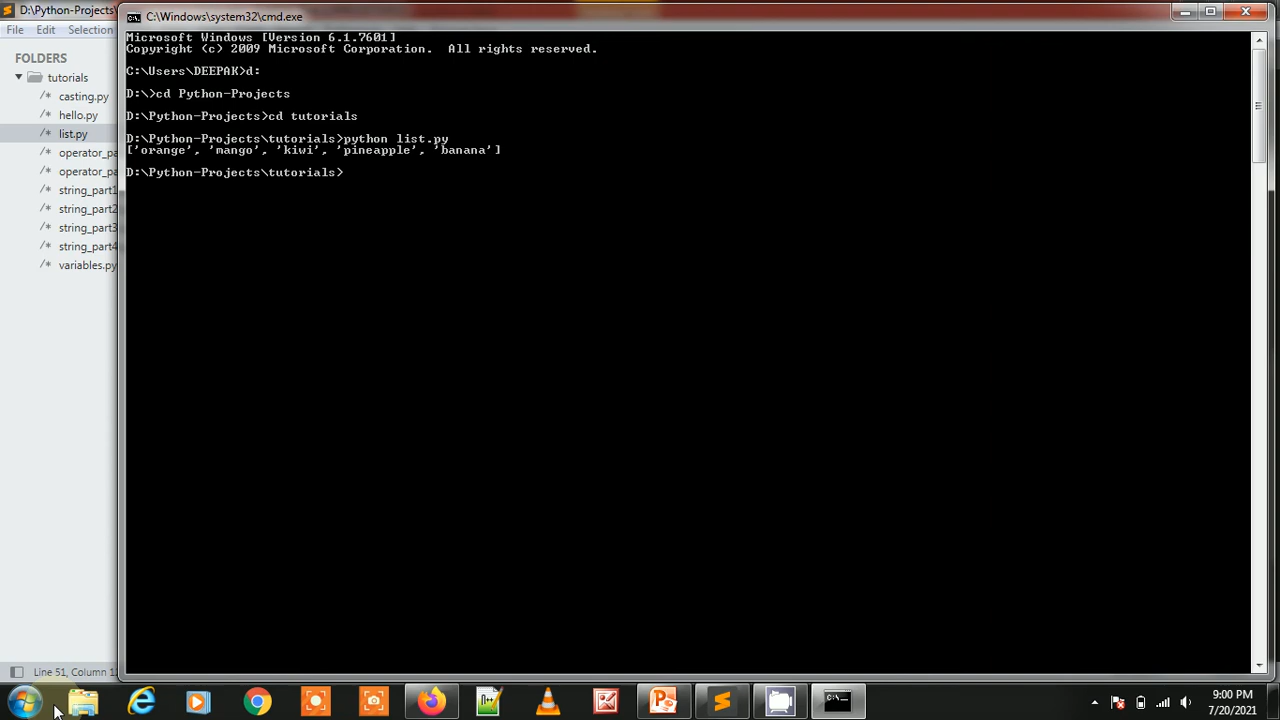 D:\Python-Projects\
C:\Windows\system32\cmd.exe
File Edit Selection
FOLDERS
tutorials
/* casting.py
/* hello.py
/* list.py
/* operator_pa
/* operator_pa
/* string_part1
/* string_part2
/* string_part3
/* string_part4
/* variables.py
Microsoft Windows [Version 6.1.7601]
Copyright (c) 2009 Microsoft Corporation.  All rights reserved.
C:\Users\DEEPAK>d:
D:\>cd Python-Projects
D:\Python-Projects>cd tutorials
D:\Python-Projects\tutorials>python list.py
['orange', 'mango', 'kiwi', 'pineapple', 'banana']
D:\Python-Projects\tutorials>
Line 51, Column 1
9:00 PM
7/20/2021